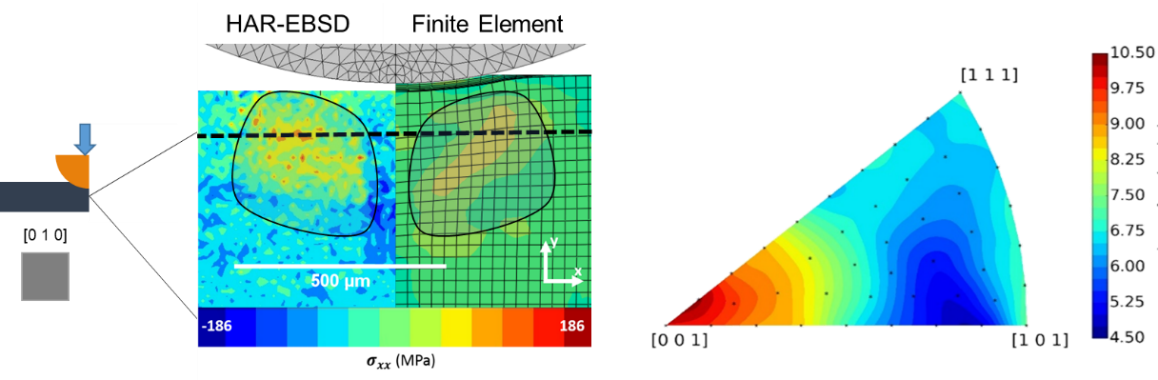 HAR-EBSD
Finite Element
[0 1 0]
y
x
500 µm
-186
186
σxx (MPa)
[1 1 1]
[0 0 1]
[1 0 1]
10.50
9.75
9.00
8.25
7.50
6.75
6.00
5.25
4.50